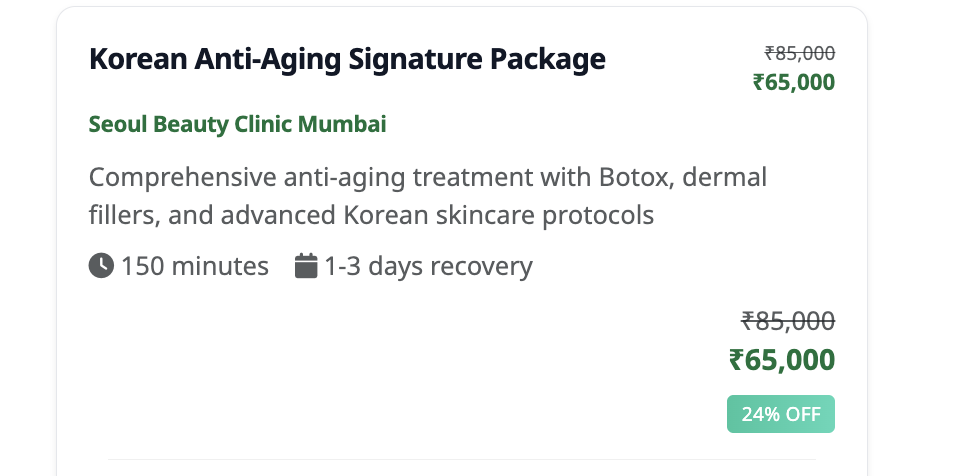 Korean Anti-Aging Signature Package
₹85,000
₹65,000
Seoul Beauty Clinic Mumbai
Comprehensive anti-aging treatment with Botox, dermal
fillers, and advanced Korean skincare protocols
150 minutes 1-3 days recovery
₹85,000
₹65,000
24% OFF